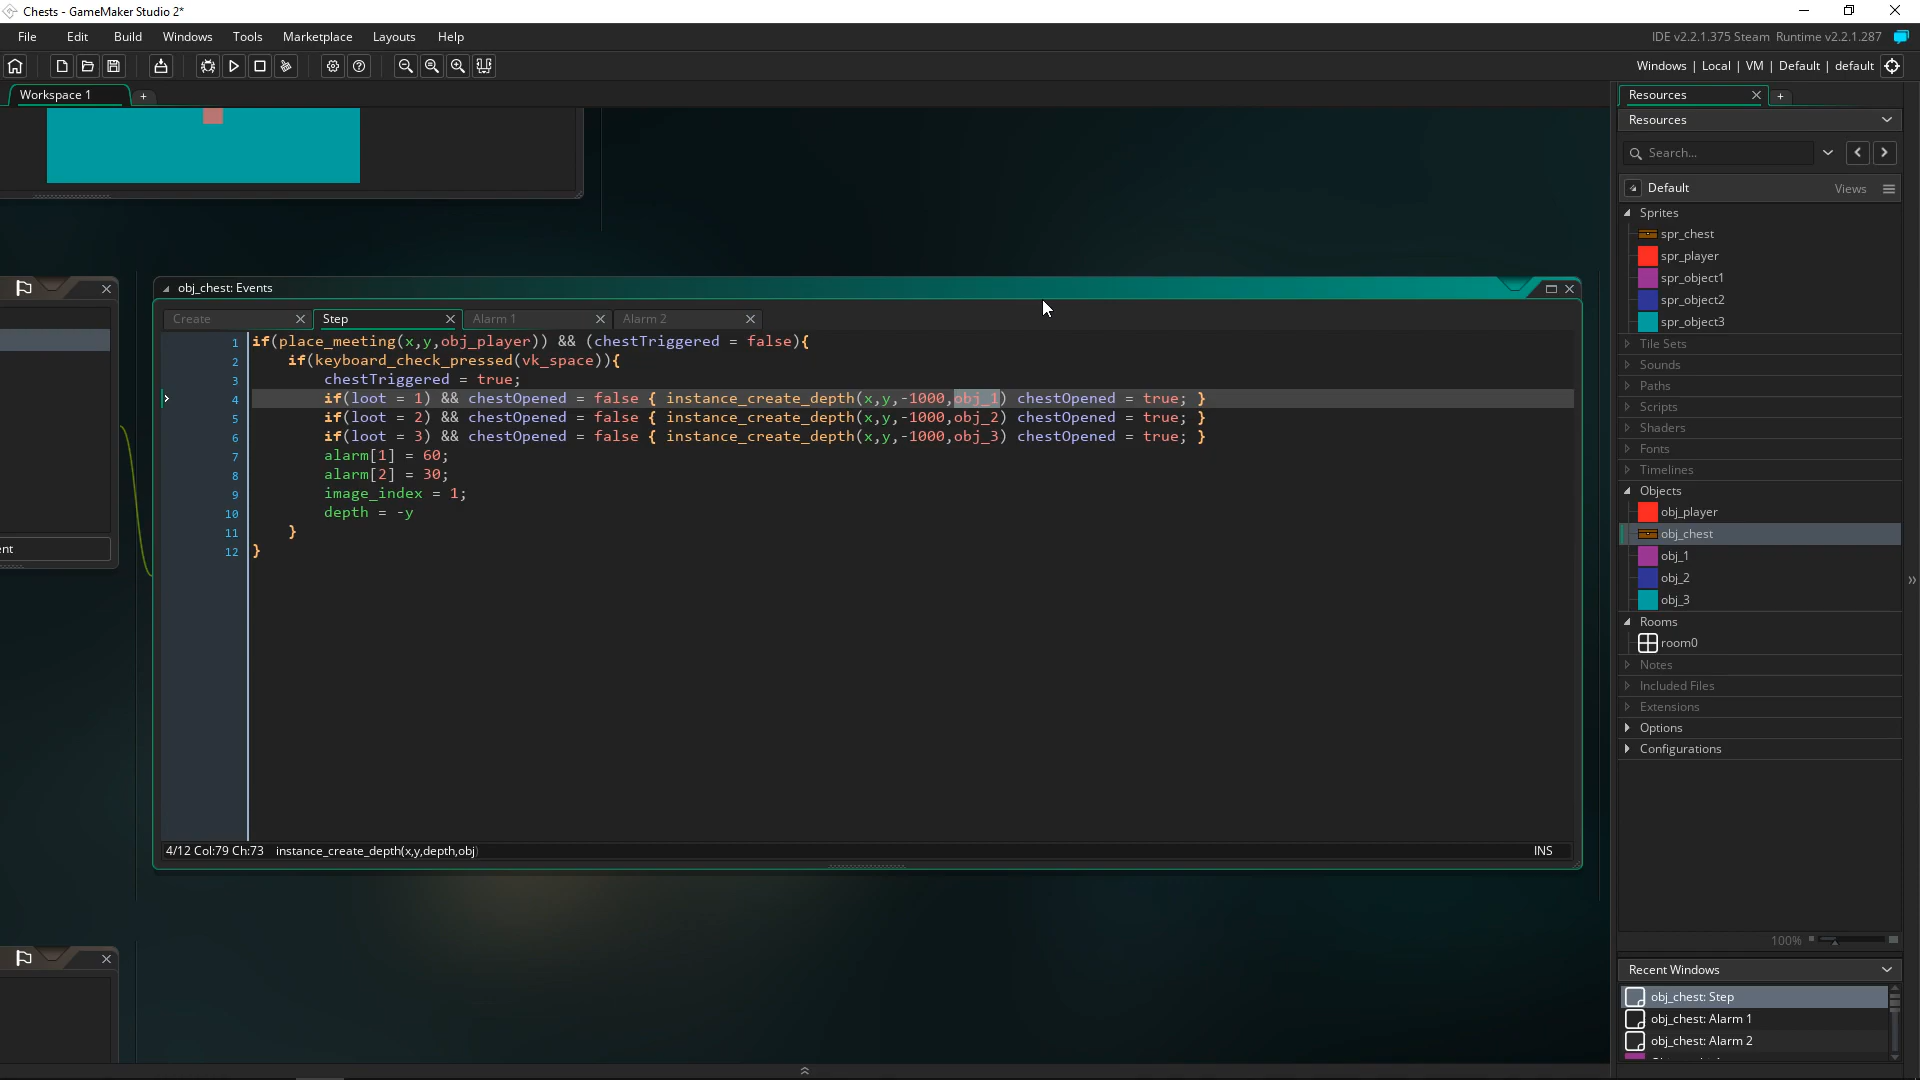 Chests - GameMaker Studio 2*
File Edit Build Windows Tools Marketplace Layouts Help
IDE v2.2.1.375 Steam Runtime v2.2.1.287
Windows | Local | VM | Default | default
Workspace 1
obj_chest: Events
Create Step Alarm 1 Alarm 2
1 if(place_meeting(x,y,obj_player)) && (chestTriggered = false){
2 if(keyboard_check_pressed(vk_space)){
3 chestTriggered = true;
4 if(loot = 1) && chestOpened = false { instance_create_depth(x,y,-1000,obj_1) chestOpened = true; }
5 if(loot = 2) && chestOpened = false { instance_create_depth(x,y,-1000,obj_2) chestOpened = true; }
6 if(loot = 3) && chestOpened = false { instance_create_depth(x,y,-1000,obj_3) chestOpened = true; }
7 alarm[1] = 60;
8 alarm[2] = 30;
9 image_index = 1;
10 depth = -y
11 }
12 }
4/12 Col:79 Ch:73 instance_create_depth(x,y,depth,obj)
INS
ent
Resources
Resources
Search...
Default Views
Sprites
spr_chest
spr_player
spr_object1
spr_object2
spr_object3
Tile Sets
Sounds
Paths
Scripts
Shaders
Fonts
Timelines
Objects
obj_player
obj_chest
obj_1
obj_2
obj_3
Rooms
room0
Notes
Included Files
Extensions
Options
Configurations
100%
Recent Windows
obj_chest: Step
obj_chest: Alarm 1
obj_chest: Alarm 2